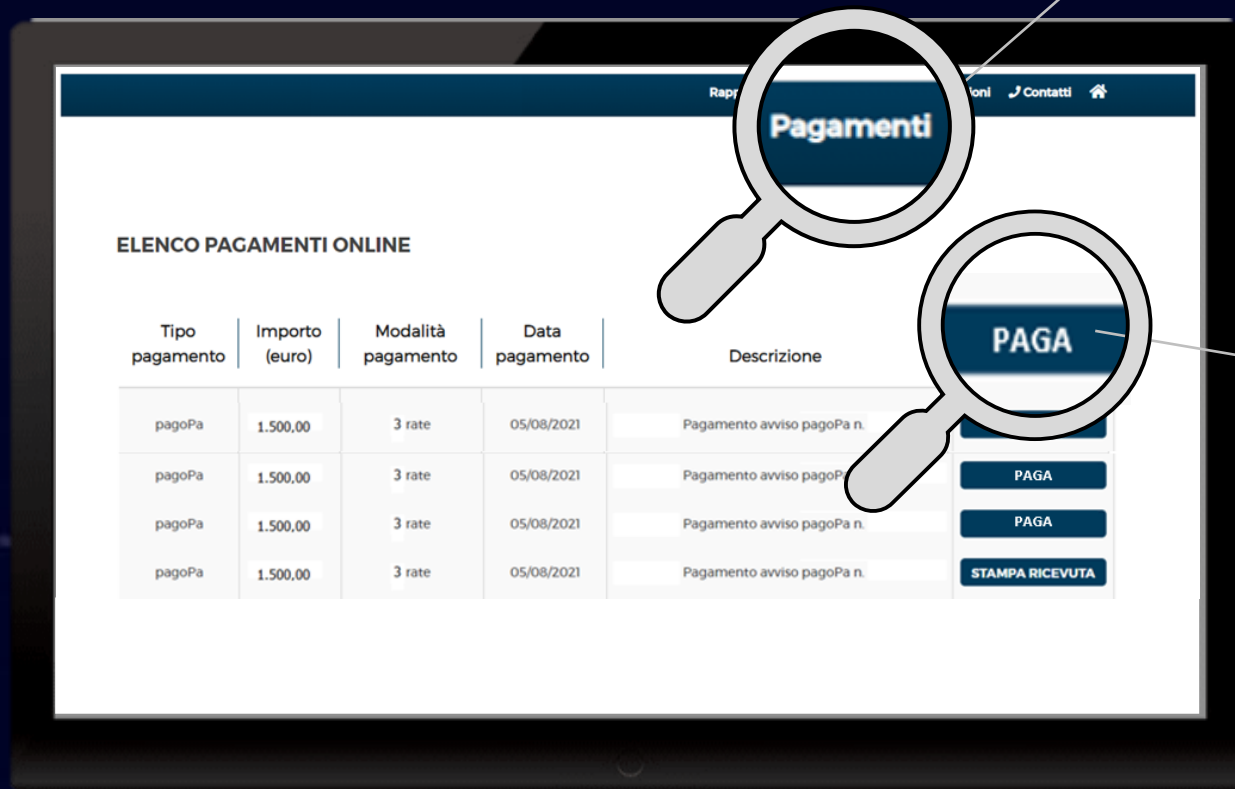 Contatti
Pagamenti
ELENCO PAGAMENTI ONLINE
Tipo pagamento Importo (euro) Modalità pagamento Data pagamento Descrizione PAGA
pagoPa 1.500,00 3 rate 05/08/2021 Pagamento avviso pagoPa n.
pagoPa 1.500,00 3 rate 05/08/2021 Pagamento avviso PAGA
pagoPa 1.500,00 3 rate 05/08/2021 Pagamento avviso pagoPa n. PAGA
pagoPa 1.500,00 3 rate 05/08/2021 Pagamento avviso pagoPa n. STAMPA RICEVUTA